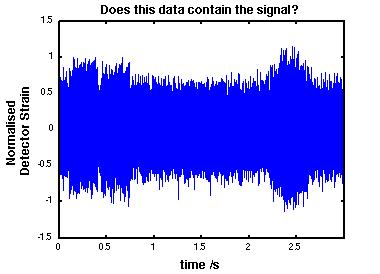 Does this data contain the signal?
1.5
1
0.5
0
-0.5
-1
-1.5
Normalised
Detector Strain
0 0.5 1 1.5 2 2.5
time /s